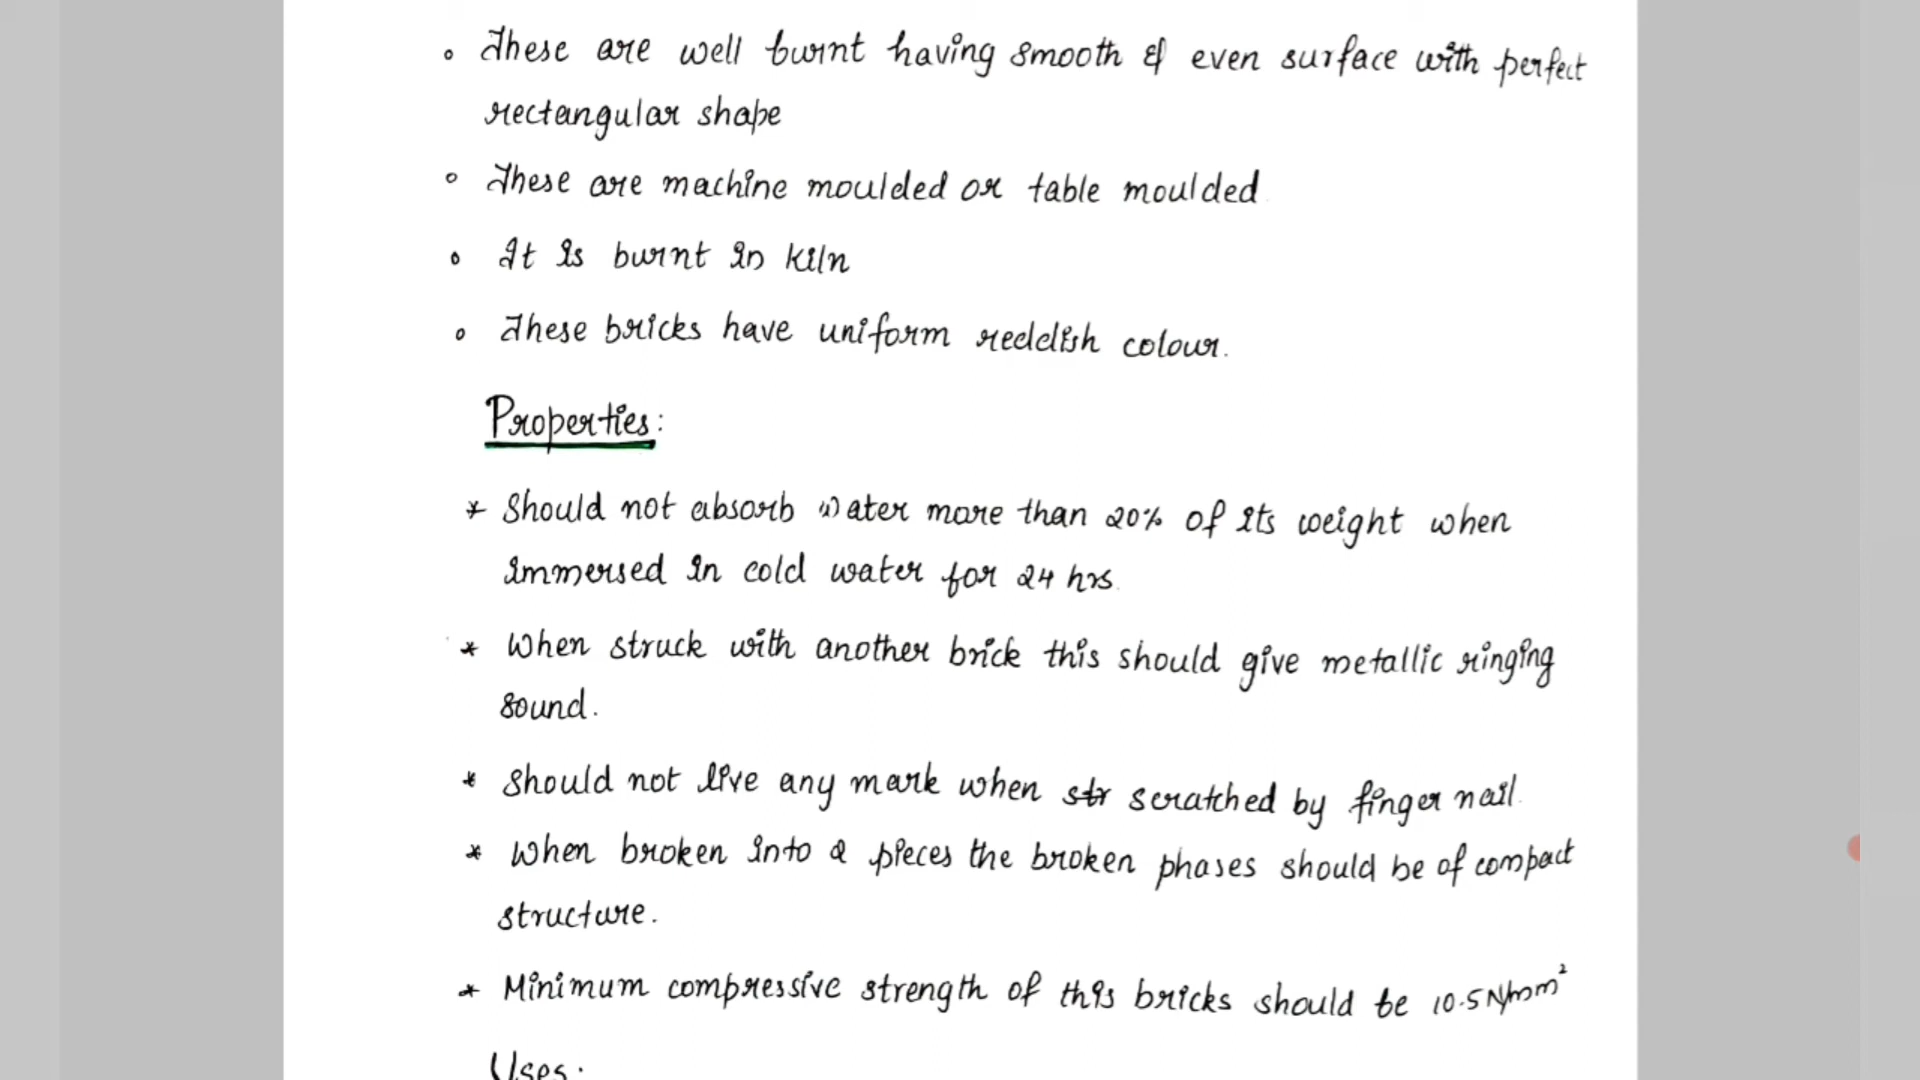 ◦ These are well burnt having smooth & even surface with perfect
rectangular shape
◦ These are machine moulded or table moulded
◦ It is burnt in kiln
◦ These bricks have uniform reddish colour.
Properties:
* Should not absorb water more than 20% of its weight when
immersed in cold water for 24 hrs.
* When struck with another brick this should give metallic ringing
sound.
* Should not live any mark when str scratched by finger nail.
* When broken into 2 pieces the broken phases should be of compact
structure.
* Minimum compressive strength of this bricks should be 10.5 N/mm²
Uses: